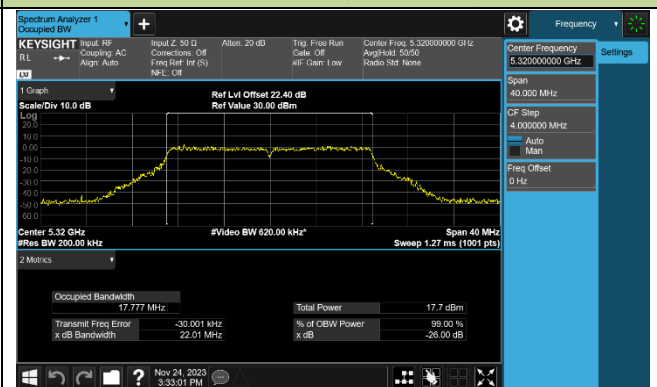 Spectrum Analyzer 1
Occupied BW
+
Frequency
KEYSIGHT
RL
LXI
Input: RF
Coupling: AC
Align: Auto
Input Z: 50 Ω
Corrections: Off
Freq Ref: Int (S)
NFE: Off
Atten: 20 dB
Trig: Free Run
Gate: Off
#IF Gain: Low
Center Freq: 5.320000000 GHz
Avg|Hold: 50/50
Radio Std: None
Center Frequency
5.320000000 GHz
Settings
Span
40.000 MHz
CF Step
4.000000 MHz
Auto
Man
Freq Offset
0 Hz
1 Graph
Scale/Div 10.0 dB
Ref Lvl Offset 22.40 dB
Ref Value 30.00 dBm
Log
20.0
10.0
0.00
-10.0
-20.0
-30.0
-40.0
-50.0
-60.0
Center 5.32 GHz
#Res BW 200.00 kHz
#Video BW 620.00 kHz*
Span 40 MHz
Sweep 1.27 ms (1001 pts)
2 Metrics
Occupied Bandwidth
17.777 MHz
Total Power 17.7 dBm
Transmit Freq Error -30.001 kHz
% of OBW Power 99.00 %
x dB Bandwidth 22.01 MHz
x dB -26.00 dB
?
Nov 24, 2023
3:33:01 PM